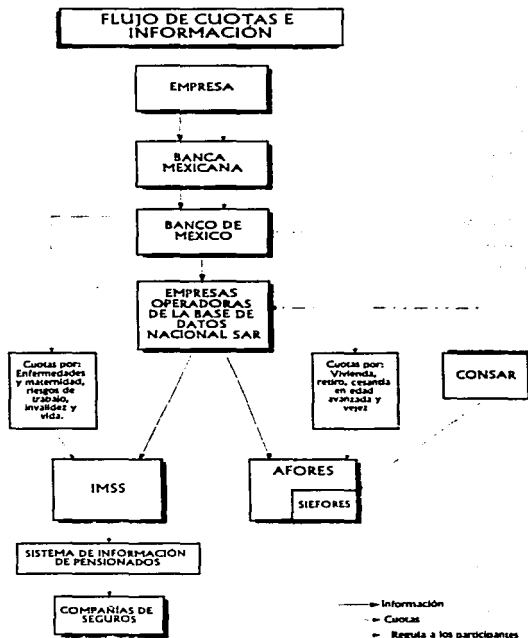 FLUJO DE CUOTAS E
INFORMACIÓN
EMPRESA
BANCA
MEXICANA
BANCO DE
MÉXICO
EMPRESAS
OPERADORAS
DE LA BASE DE
DATOS
NACIONAL SAR
Cuotas por:
Enfermedades
y maternidad,
riesgos de
trabajo,
invalidez y
vida.
Cuotas por:
Vivienda,
retiro, cesantía
en edad
avanzada y
vejez
CONSAR
IMSS
AFORES
SIEFORES
SISTEMA DE INFORMACIÓN
DE PENSIONADOS
COMPAÑÍAS DE
SEGUROS
Información
Cuotas
Regula a los participantes